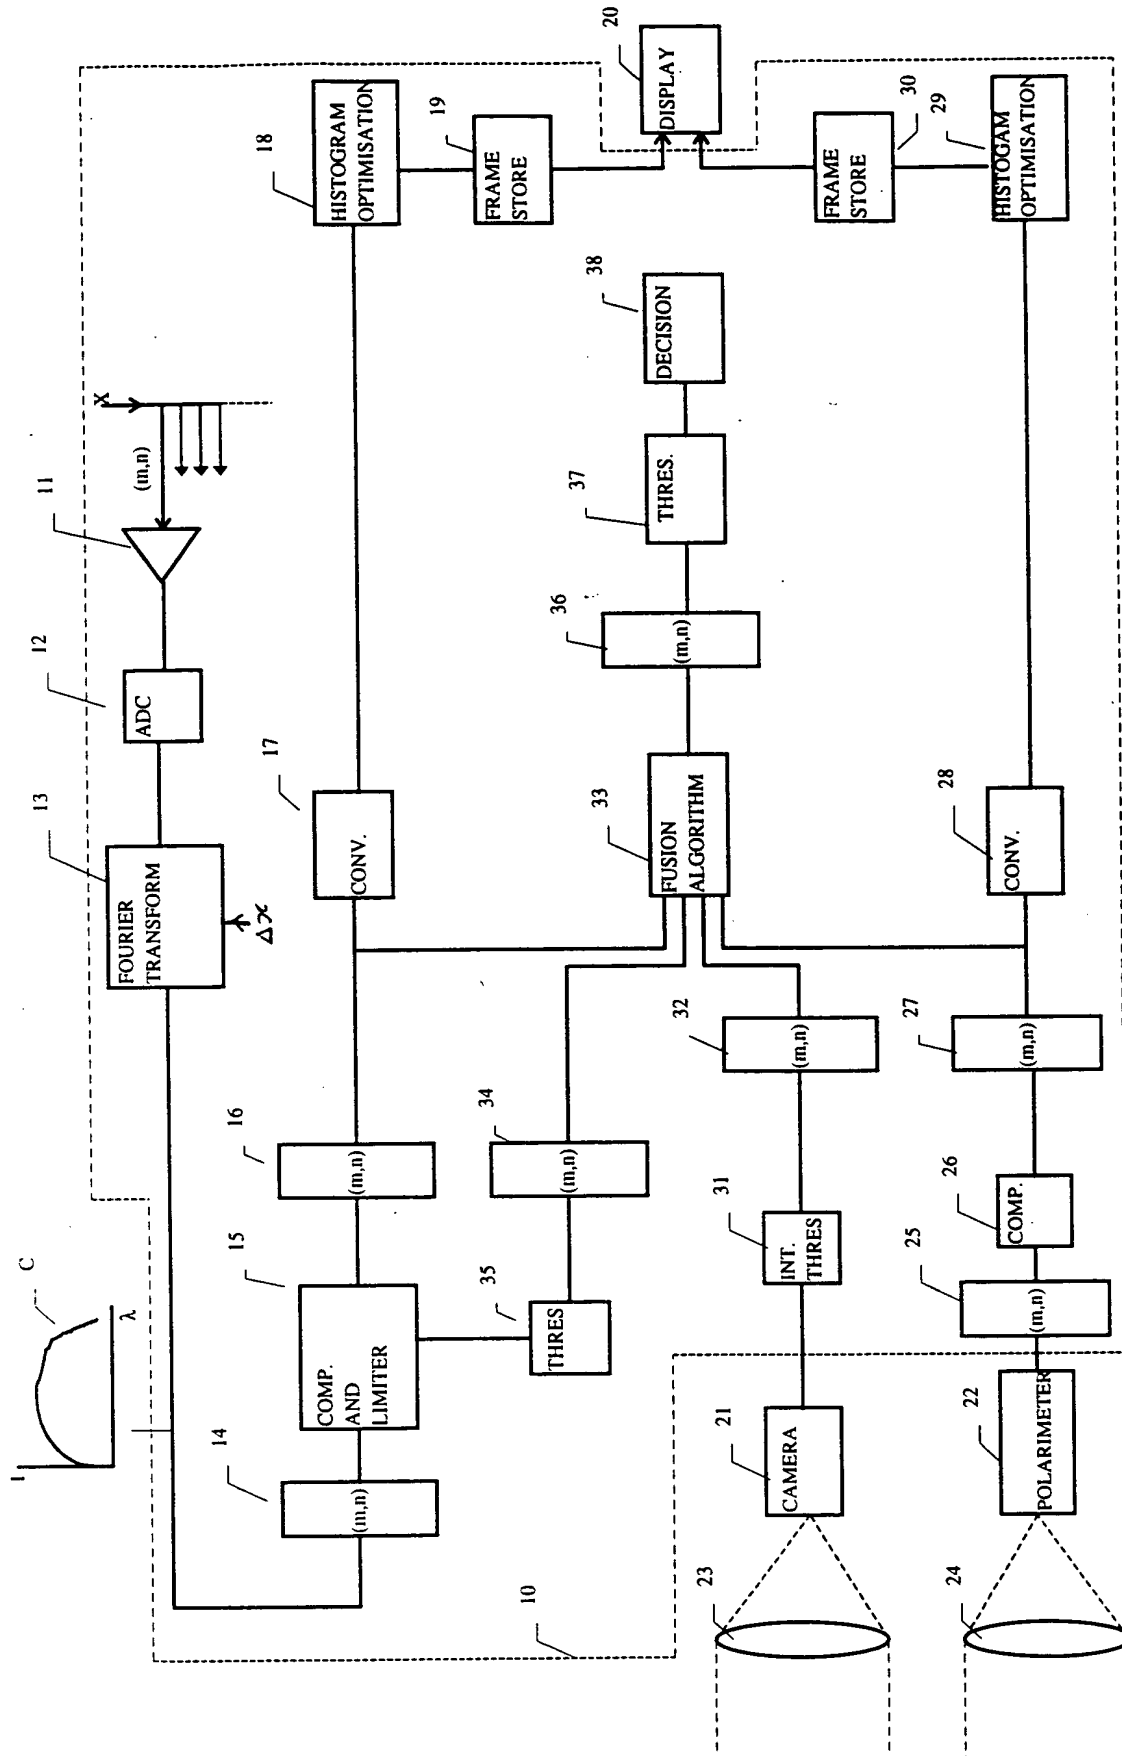 I
C
λ
10
X
(m,n)
11
12
ADC
13
FOURIER
TRANSFORM
Δx
14
(m,n)
15
COMP.
AND
LIMITER
16
(m,n)
17
CONV.
18
HISTOGRAM
OPTIMISATION
19
FRAME
STORE
20
DISPLAY
35
THRES
34
(m,n)
33
FUSION
ALGORITHM
36
(m,n)
37
THRES.
38
DECISION
23
21
CAMERA
31
INT.
THRES
32
(m,n)
24
22
POLARIMETER
25
(m,n)
26
COMP.
27
(m,n)
28
CONV.
29
HISTOGAM
OPTIMISATION
30
FRAME
STORE